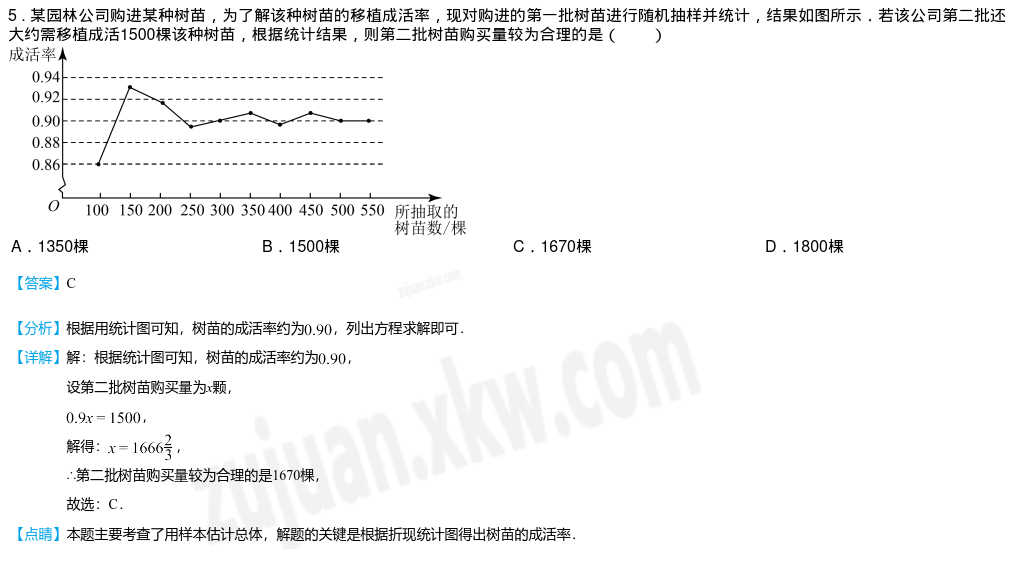 5．某园林公司购进某种树苗，为了解该种树苗的移植成活率，现对购进的第一批树苗进行随机抽样并统计，结果如图所示．若该公司第二批还
大约需移植成活1500棵该种树苗，根据统计结果，则第二批树苗购买量较为合理的是（　　）
成活率
0.94
0.92
0.90
0.88
0.86
O
100 150 200 250 300 350 400 450 500 550 所抽取的
树苗数/棵
A．1350棵 B．1500棵 C．1670棵 D．1800棵
【答案】C
zujuan.xkw.com
【分析】根据用统计图可知，树苗的成活率约为0.90，列出方程求解即可．
【详解】解：根据统计图可知，树苗的成活率约为0.90，
设第二批树苗购买量为x颗，
0.9x = 1500，
解得：x = 1666 2/3，
∴第二批树苗购买量较为合理的是1670棵，
故选：C．
【点睛】本题主要考查了用样本估计总体，解题的关键是根据折现统计图得出树苗的成活率．
zujuan.xkw.com